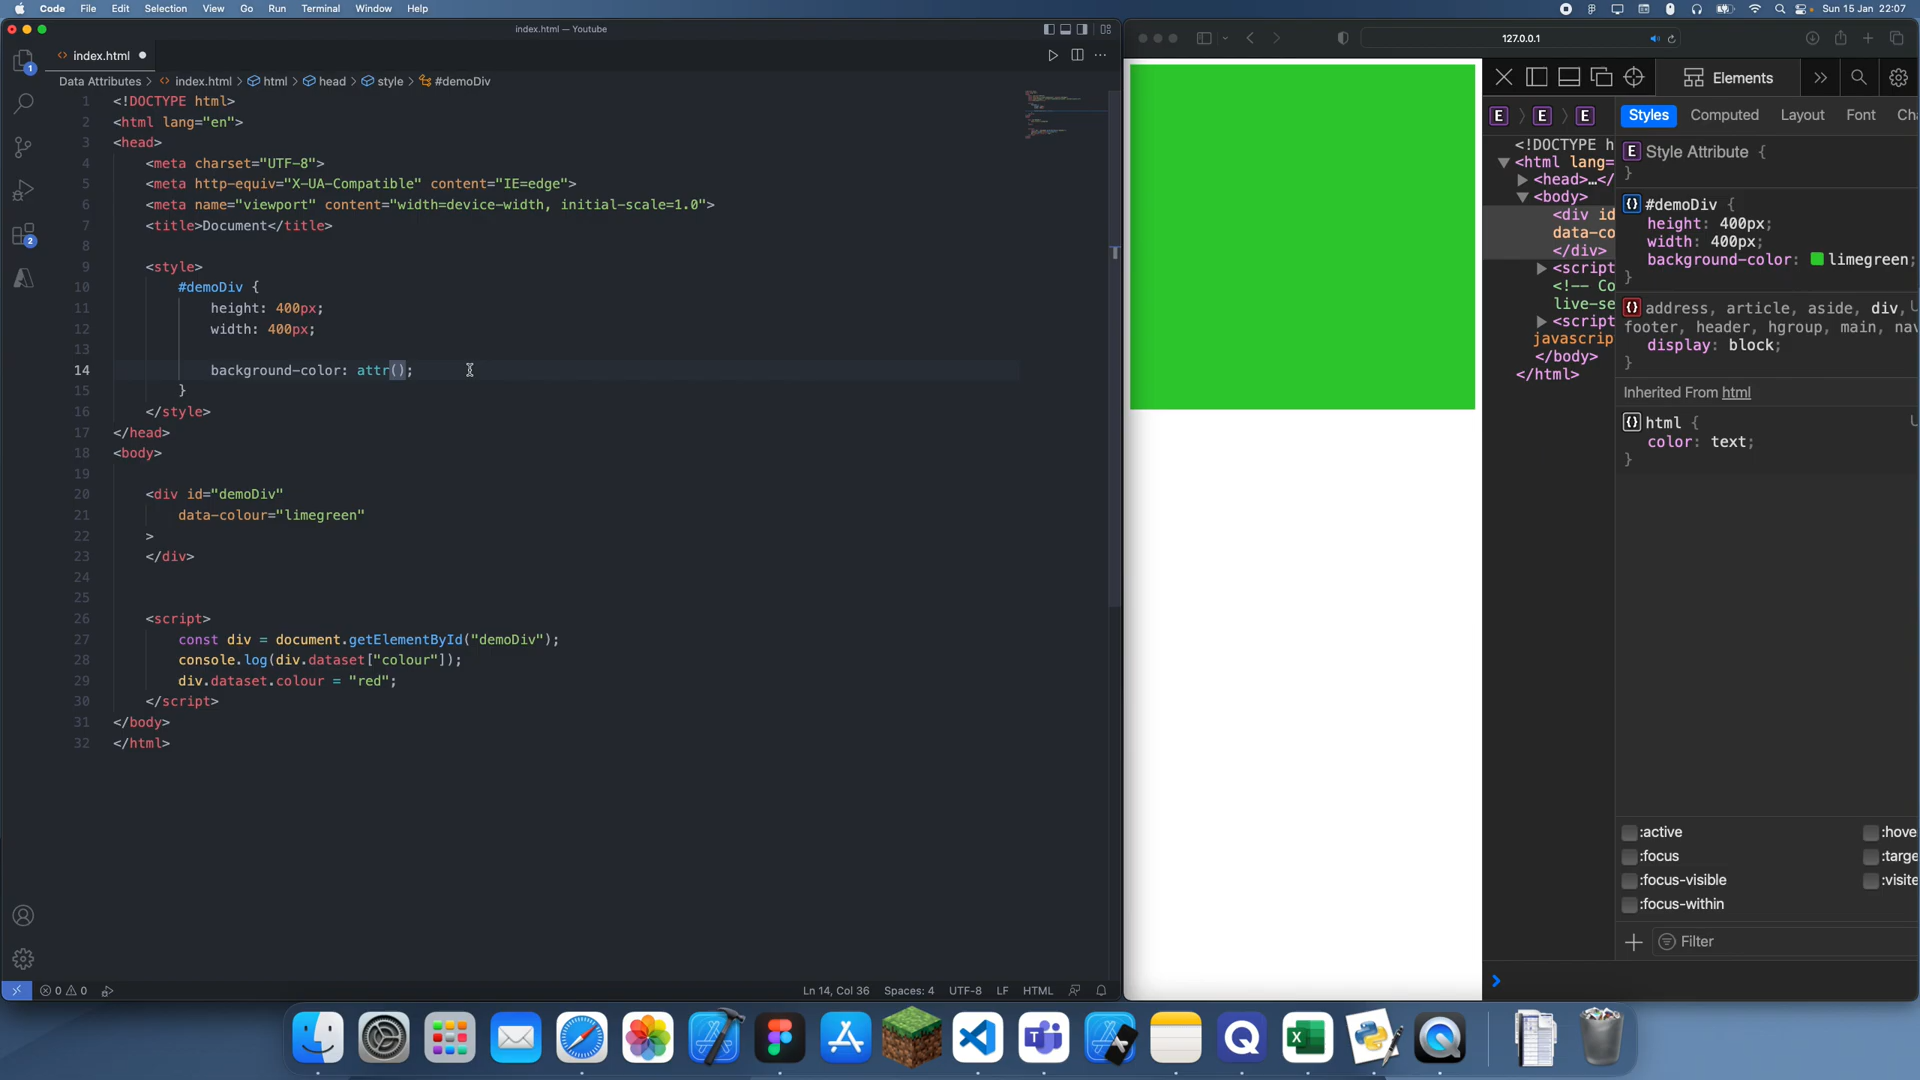 Code File Edit Selection View Go Run Terminal Window Help Sun 15 Jan 22:07
index.html — Youtube
127.0.0.1
index.html
Data Attributes > index.html > html > head > style > #demoDiv
1 <!DOCTYPE html>
2 <html lang="en">
3 <head>
4 <meta charset="UTF-8">
5 <meta http-equiv="X-UA-Compatible" content="IE=edge">
6 <meta name="viewport" content="width=device-width, initial-scale=1.0">
7 <title>Document</title>
8
9 <style>
10 #demoDiv {
11 height: 400px;
12 width: 400px;
13
14 background-color: attr();
15 }
16 </style>
17 </head>
18 <body>
19
20 <div id="demoDiv"
21 data-colour="limegreen"
22 >
23 </div>
24
25
26 <script>
27 const div = document.getElementById("demoDiv");
28 console.log(div.dataset["colour"]);
29 div.dataset.colour = "red";
30 </script>
31 </body>
32 </html>
1
2
0 0
Ln 14, Col 36 Spaces: 4 UTF-8 LF HTML
Elements
E E E
<!DOCTYPE h
<html lang=
<head>…</
<body>
<div id
data-co
</div>
<script
<!-- Co
live-se
<script
javascrip
</body>
</html>
Styles Computed Layout Font Ch
E Style Attribute {
}
{} #demoDiv {
height: 400px;
width: 400px;
background-color: limegreen;
}
{} address, article, aside, div,
footer, header, hgroup, main, nav
display: block;
}
Inherited From html
{} html {
color: text;
}
:active :hove
:focus :targe
:focus-visible :visite
:focus-within
Filter